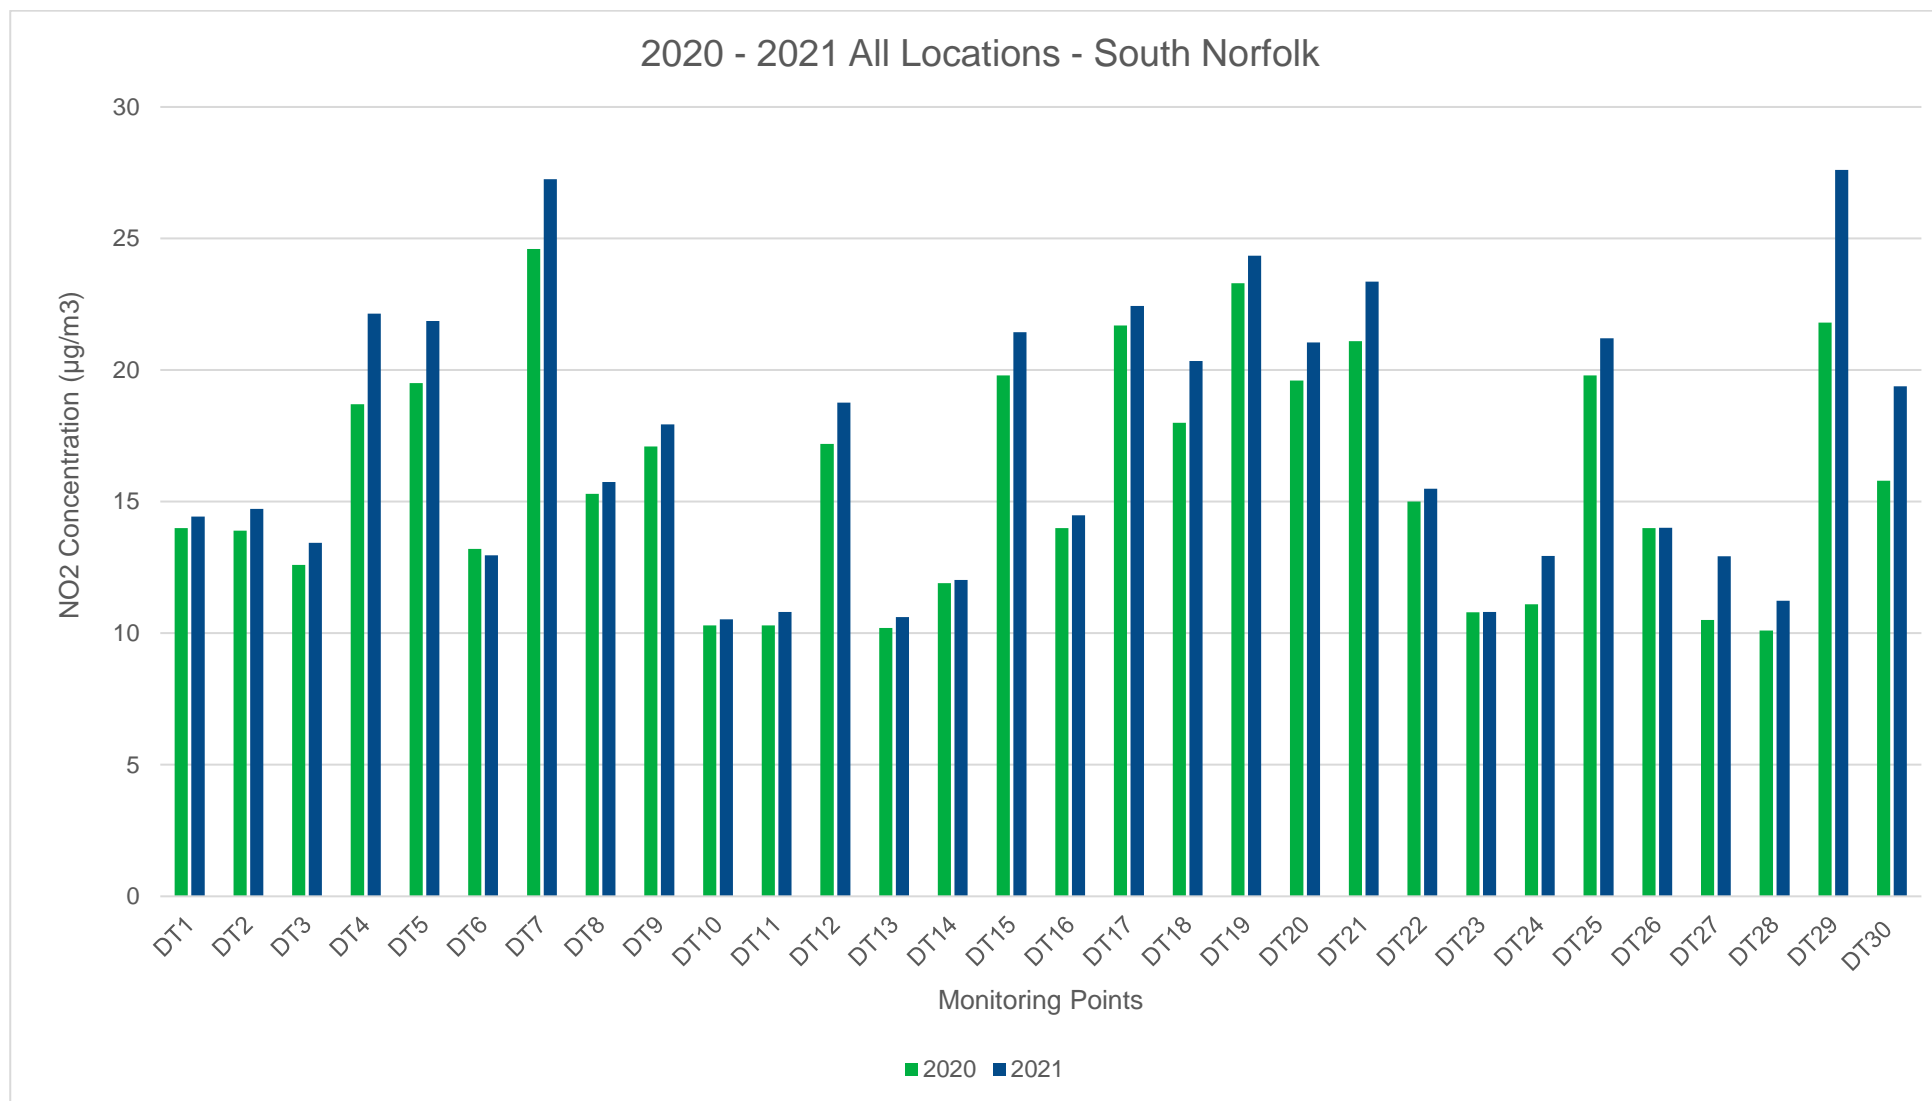 2020 - 2021 All Locations - South Norfolk
30
25
20
15
10
5
0
NO2 Concentration (µg/m3)
DT1 DT2 DT3 DT4 DT5 DT6 DT7 DT8 DT9 DT10 DT11 DT12 DT13 DT14 DT15 DT16 DT17 DT18 DT19 DT20 DT21 DT22 DT23 DT24 DT25 DT26 DT27 DT28 DT29 DT30
Monitoring Points
2020 2021